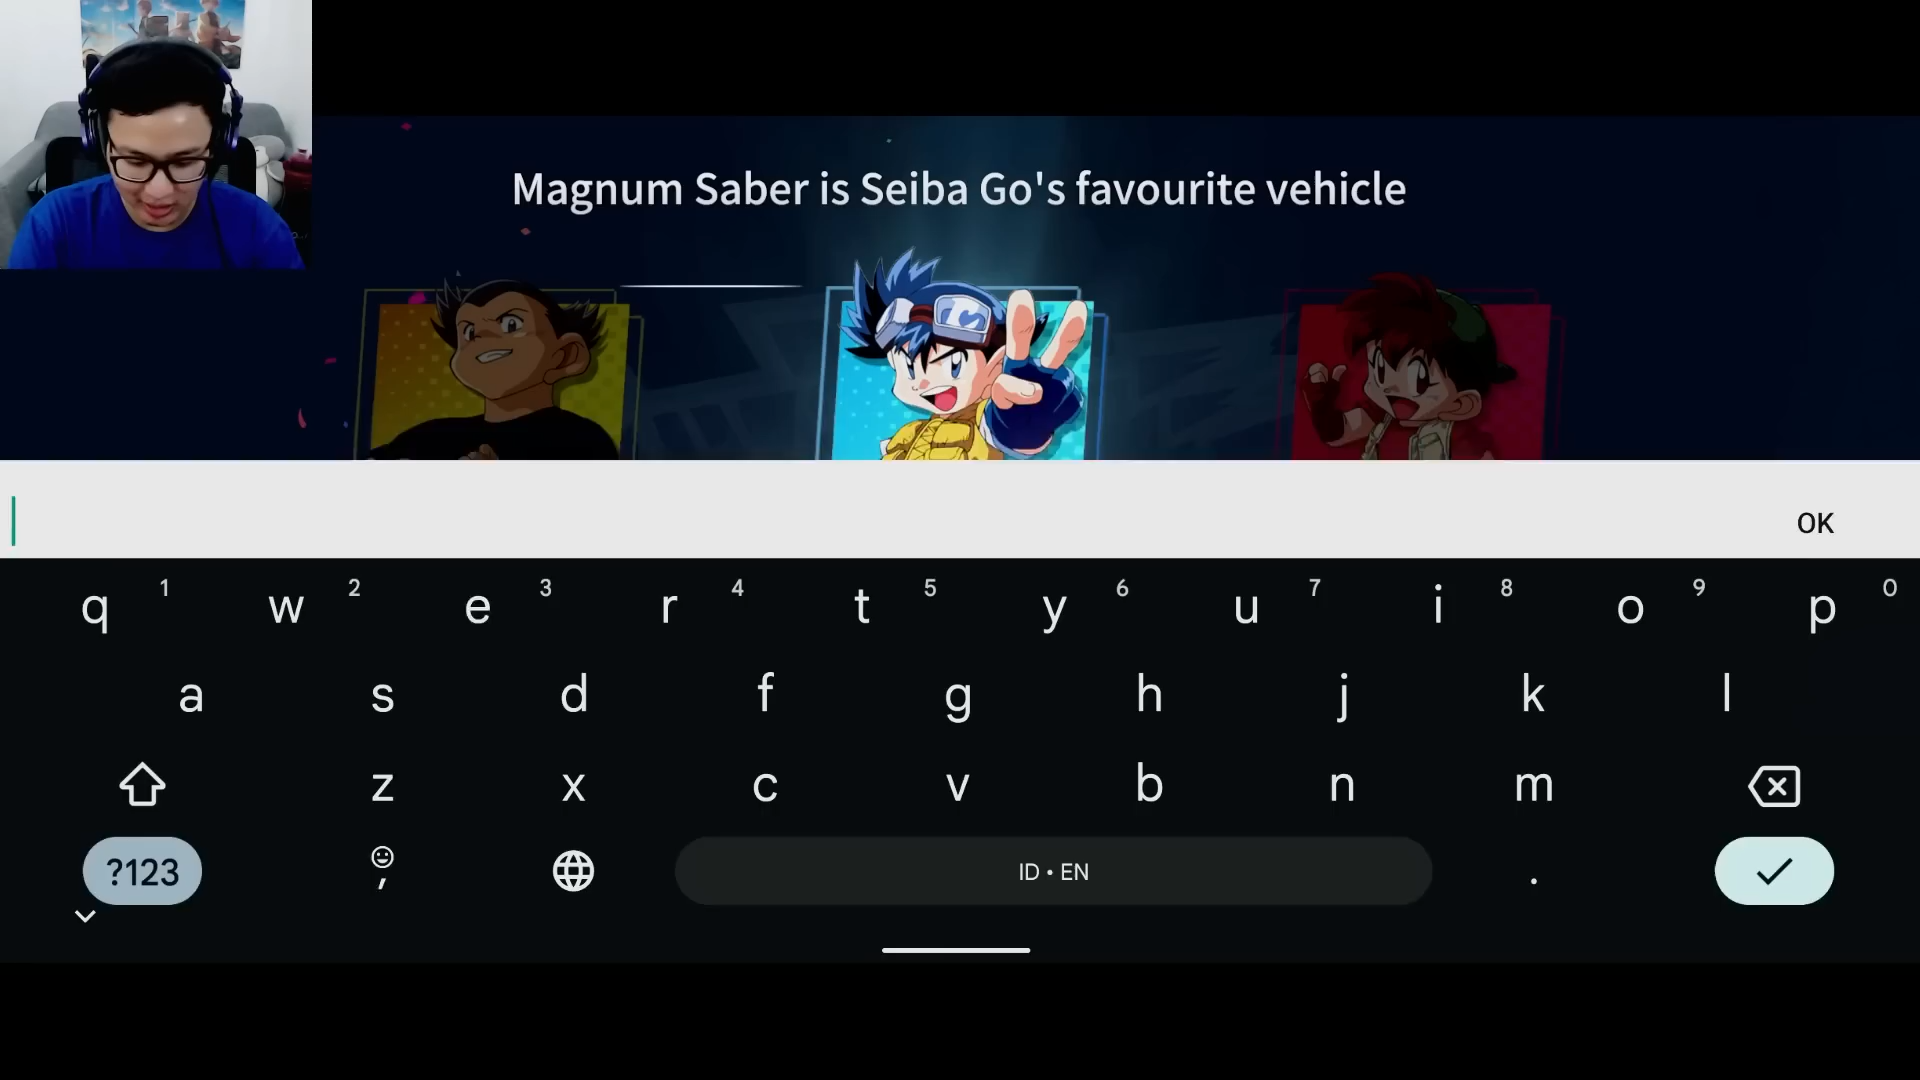 Magnum Saber is Seiba Go's favourite vehicle
OK
q 1 w 2 e 3 r 4 t 5 y 6 u 7 i 8 o 9 p 0
a s d f g h j k l
z x c v b n m
?123 , ID • EN .